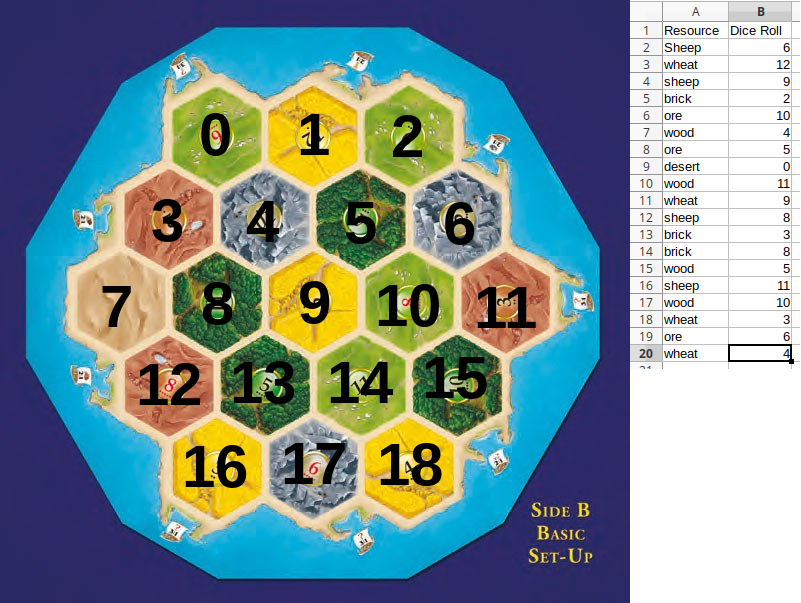 0 1 2
3 4 5 6
7 8 9 10 11
12 13 14 15
16 17 18
SIDE B
BASIC
SET-UP
A B
1 Resource Dice Roll
2 Sheep 6
3 wheat 12
4 sheep 9
5 brick 2
6 ore 10
7 wood 4
8 ore 5
9 desert 0
10 wood 11
11 wheat 9
12 sheep 8
13 brick 3
14 brick 8
15 wood 5
16 sheep 11
17 wood 10
18 wheat 3
19 ore 6
20 wheat 4